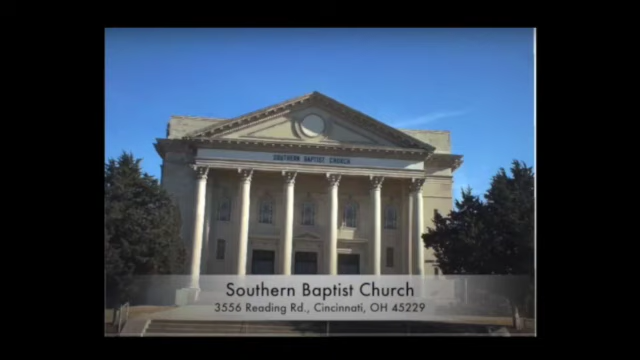 SOUTHERN BAPTIST CHURCH
Southern Baptist Church
3556 Reading Rd., Cincinnati, OH 45229